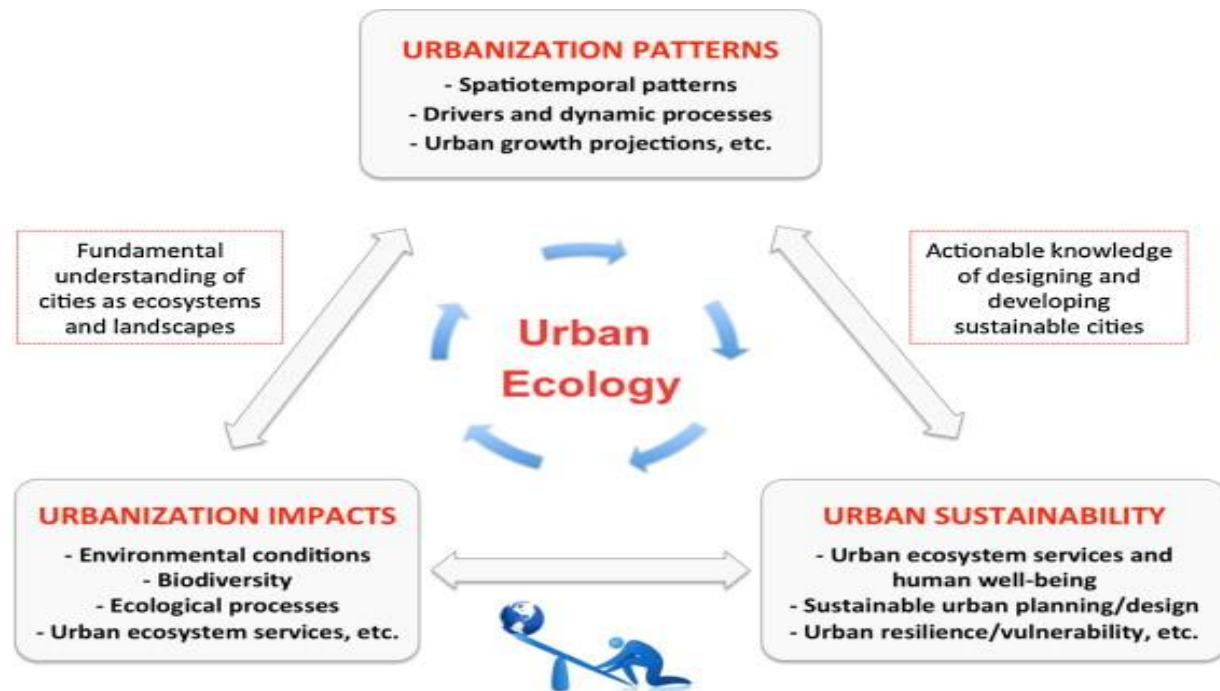 URBANIZATION PATTERNS
- Spatiotemporal patterns
- Drivers and dynamic processes
- Urban growth projections, etc.
Fundamental
understanding of
cities as ecosystems
and landscapes
Actionable knowledge
of designing and
developing
sustainable cities
Urban
Ecology
URBANIZATION IMPACTS
- Environmental conditions
- Biodiversity
- Ecological processes
- Urban ecosystem services, etc.
URBAN SUSTAINABILITY
- Urban ecosystem services and
human well-being
- Sustainable urban planning/design
- Urban resilience/vulnerability, etc.